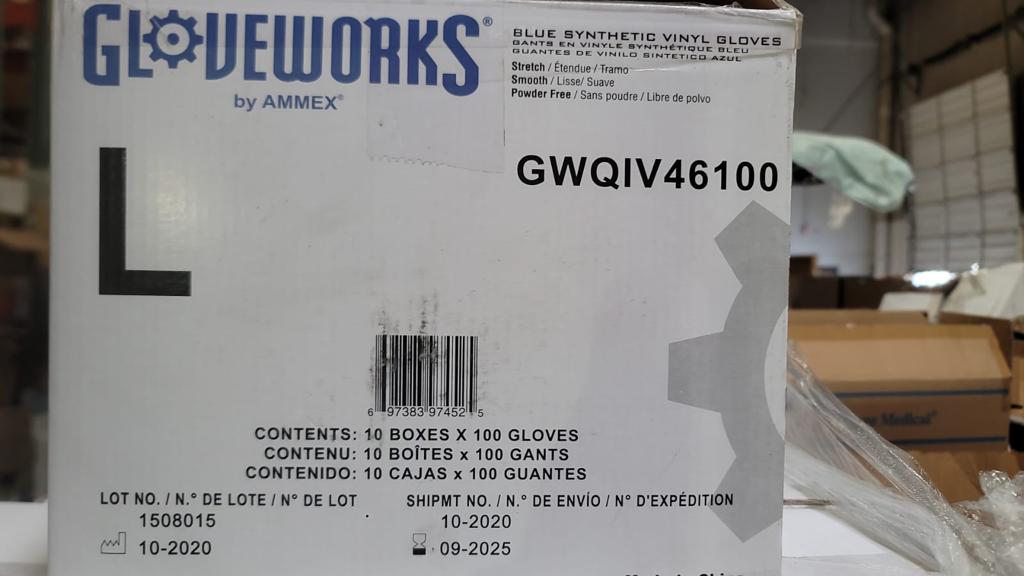 GLOVEWORKS®
by AMMEX®
BLUE SYNTHETIC VINYL GLOVES
GANTS EN VINYLE SYNTHÉTIQUE BLEU
GUANTES DE VINILO SINTETICO AZUL
Stretch / Étendue / Tramo
Smooth / Lisse/ Suave
Powder Free / Sans poudre / Libre de polvo
GWQIV46100
L
6 97383 97452 5
CONTENTS: 10 BOXES X 100 GLOVES
CONTENU: 10 BOÎTES x 100 GANTS
CONTENIDO: 10 CAJAS x 100 GUANTES
LOT NO. / N.° DE LOTE / N° DE LOT
1508015
10-2020
SHIPMT NO. / N.° DE ENVÍO / N° D'EXPÉDITION
10-2020
09-2025
Medical